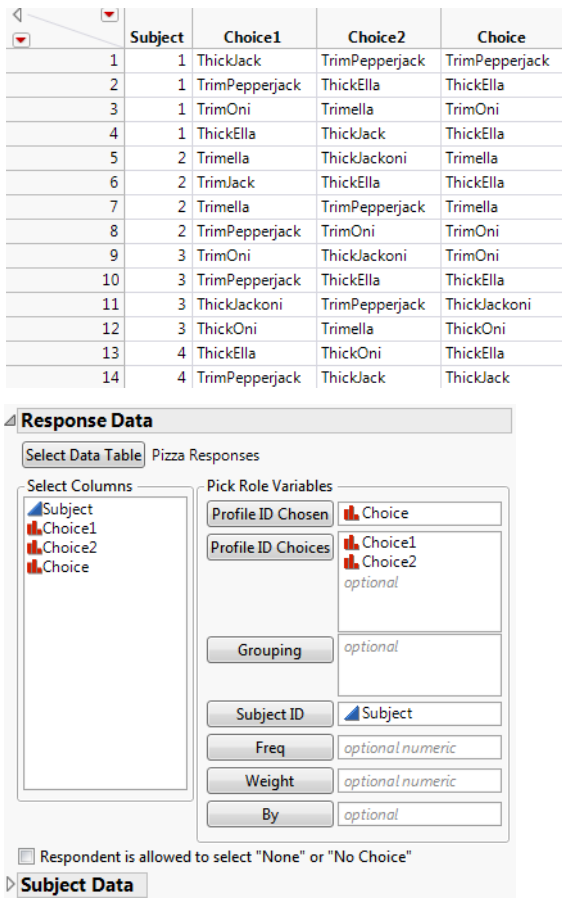 Subject Choice1 Choice2 Choice
1 1 ThickJack TrimPepperjack TrimPepperjack
2 1 TrimPepperjack ThickElla ThickElla
3 1 TrimOni Trimella TrimOni
4 1 ThickElla ThickJack ThickElla
5 2 Trimella ThickJackoni Trimella
6 2 TrimJack ThickElla ThickElla
7 2 Trimella TrimPepperjack Trimella
8 2 TrimPepperjack TrimOni TrimOni
9 3 TrimOni ThickJackoni TrimOni
10 3 TrimPepperjack ThickElla ThickElla
11 3 ThickJackoni TrimPepperjack ThickJackoni
12 3 ThickOni Trimella ThickOni
13 4 ThickElla ThickOni ThickElla
14 4 TrimPepperjack ThickJack ThickJack
Response Data
Select Data Table Pizza Responses
Select Columns
Subject
Choice1
Choice2
Choice
Pick Role Variables
Profile ID Chosen Choice
Profile ID Choices Choice1
Choice2
optional
Grouping optional
Subject ID Subject
Freq optional numeric
Weight optional numeric
By optional
Respondent is allowed to select "None" or "No Choice"
Subject Data